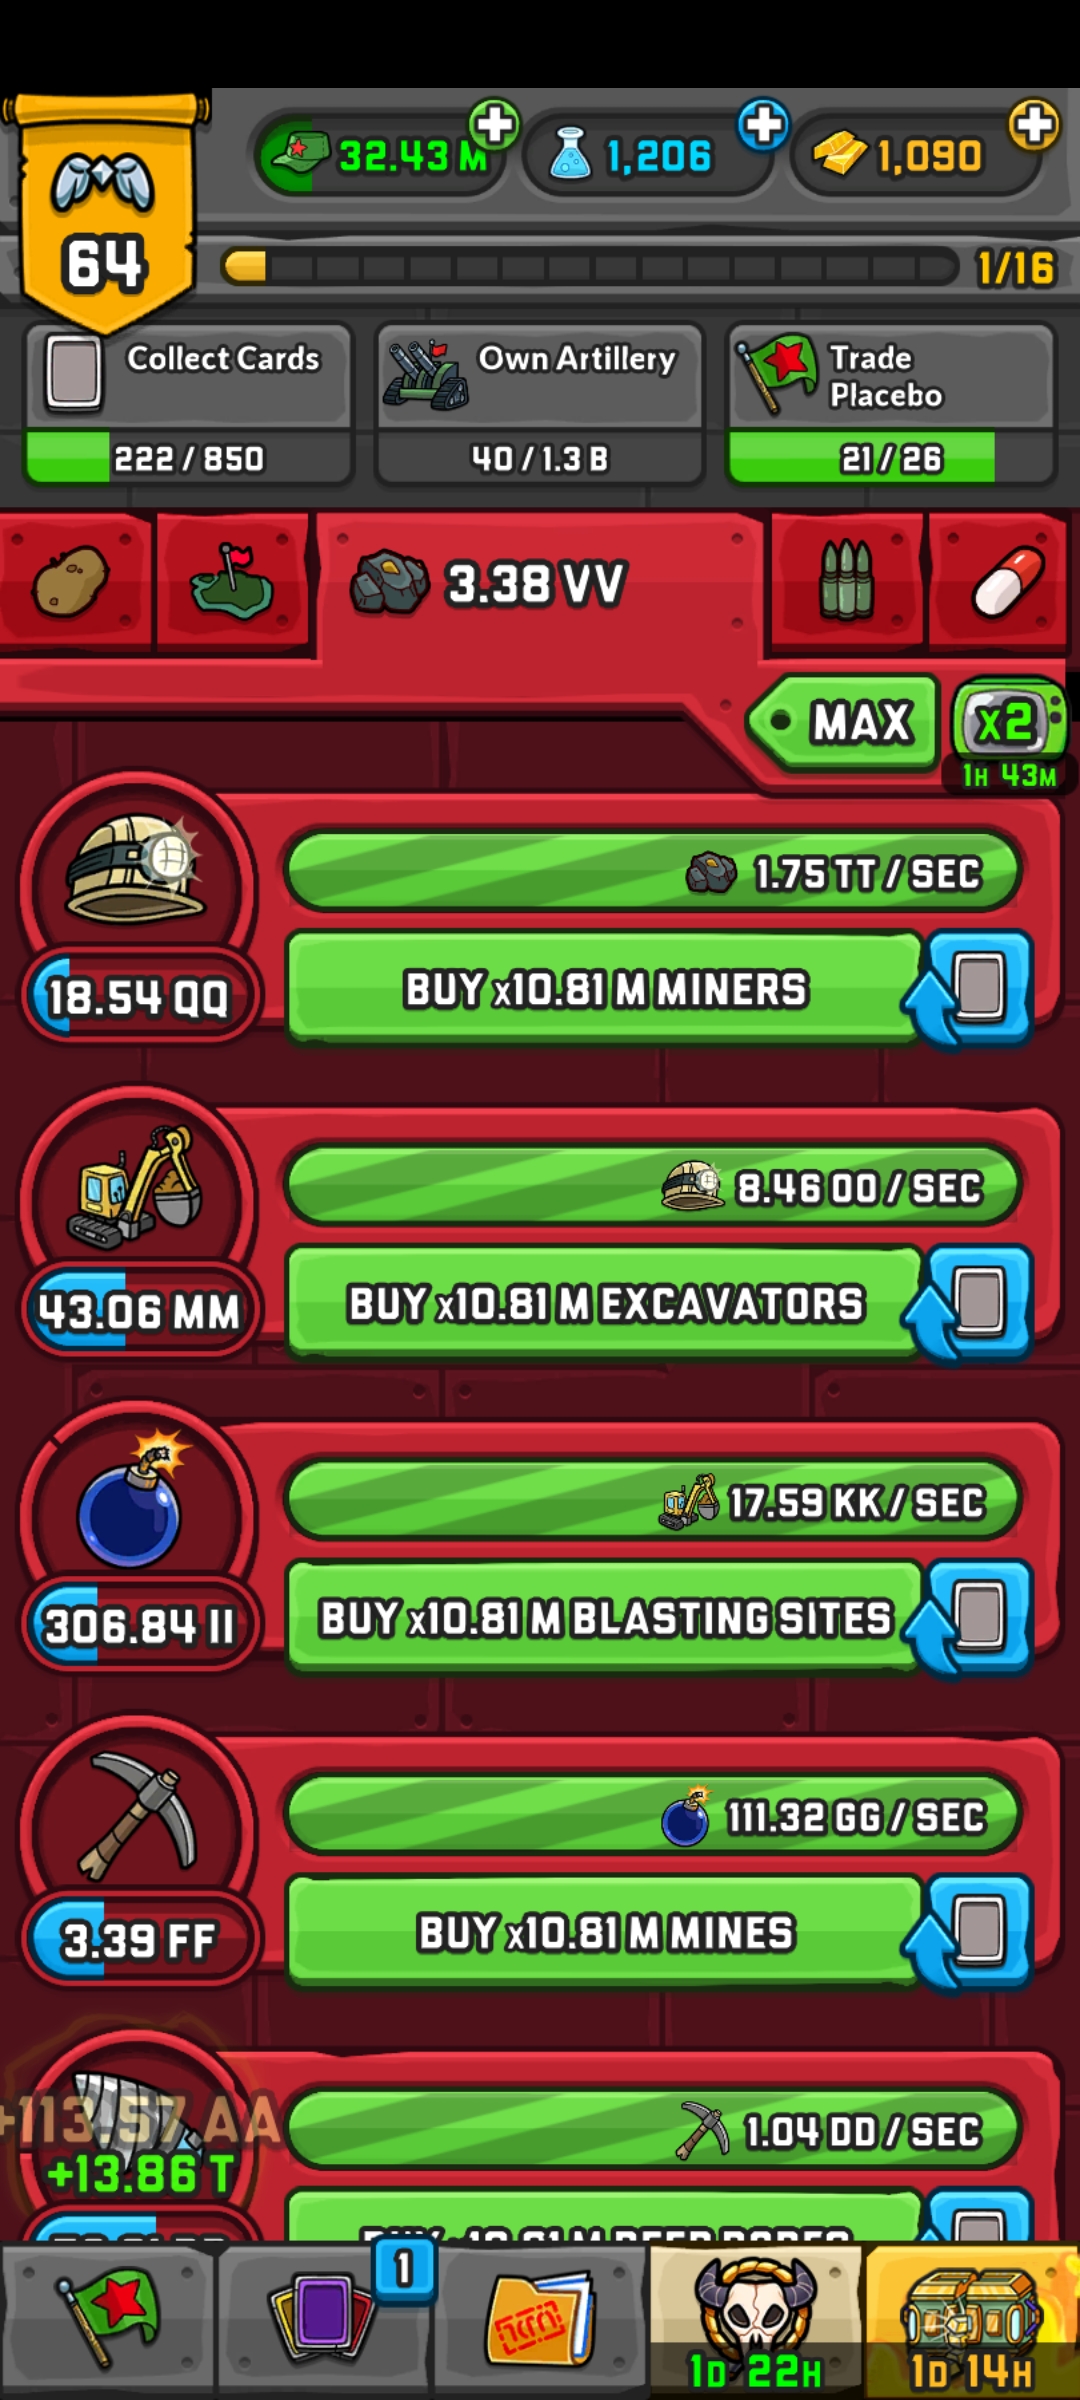 32.43 M
1,206
1,090
64
1/16
Collect Cards
222 / 850
Own Artillery
40 / 1.3 B
Trade
Placebo
21 / 26
3.38 VV
MAX
x2
1H 43M
1.75 TT / SEC
18.54 QQ
BUY x10.81 M MINERS
8.46 OO / SEC
43.06 MM
BUY x10.81 M EXCAVATORS
17.59 KK / SEC
306.84 II
BUY x10.81 M BLASTING SITES
111.32 GG / SEC
3.39 FF
BUY x10.81 M MINES
+113.57 AA
+13.86 T
1.04 DD / SEC
1
1D 22H
1D 14H